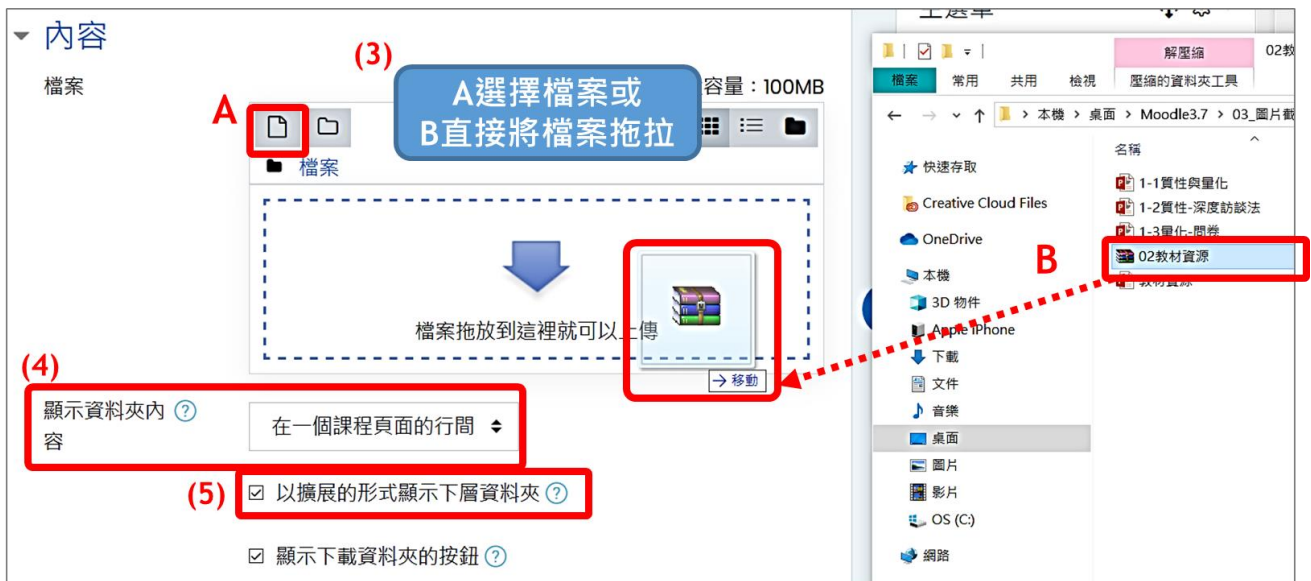 內容
(3)
檔案
A選擇檔案或
B直接將檔案拖拉
容量：100MB
A
檔案
檔案拖放到這裡就可以上傳
移動
(4)
顯示資料夾內
容
在一個課程頁面的行間
(5)
以擴展的形式顯示下層資料夾
顯示下載資料夾的按鈕
主選單
解壓縮
檔案
常用
共用
檢視
壓縮的資料夾工具
本機 > 桌面 > Moodle3.7 > 03_圖片截
名稱
快速存取
Creative Cloud Files
OneDrive
本機
3D 物件
Apple iPhone
下載
文件
音樂
桌面
圖片
影片
OS (C:)
網路
1-1質性與量化
1-2質性-深度訪談法
1-3量化-問卷
02教材資源
教材資源
B